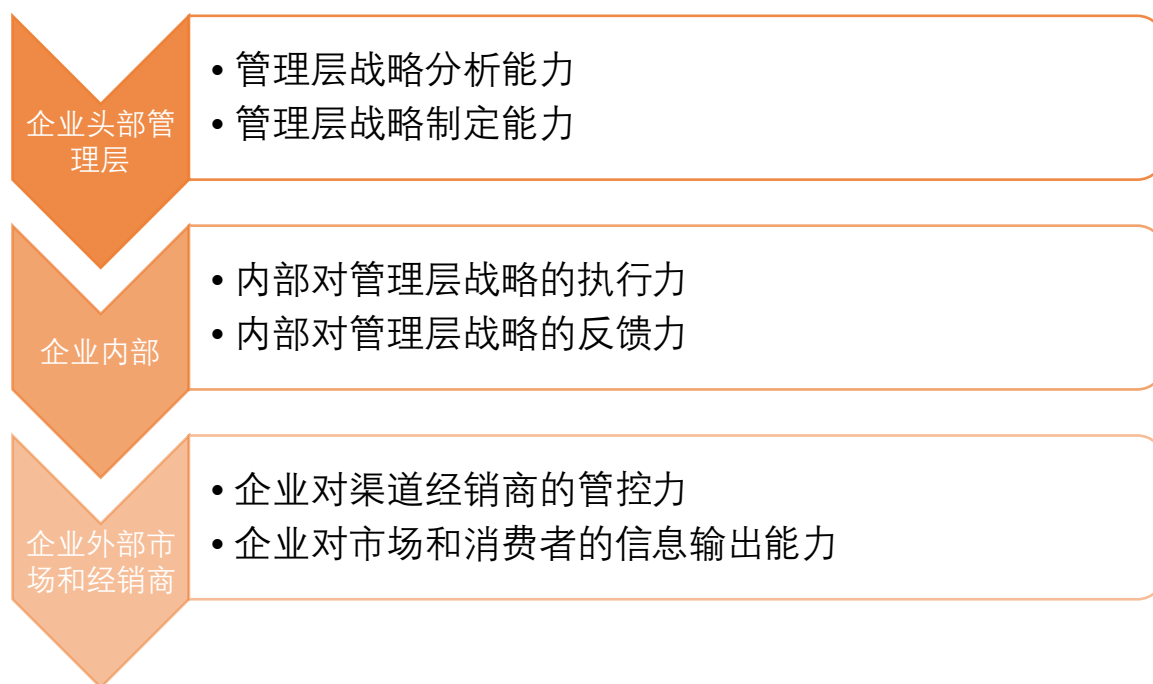 企业头部管
理层
• 管理层战略分析能力
• 管理层战略制定能力
企业内部
• 内部对管理层战略的执行力
• 内部对管理层战略的反馈力
企业外部市
场和经销商
• 企业对渠道经销商的管控力
• 企业对市场和消费者的信息输出能力